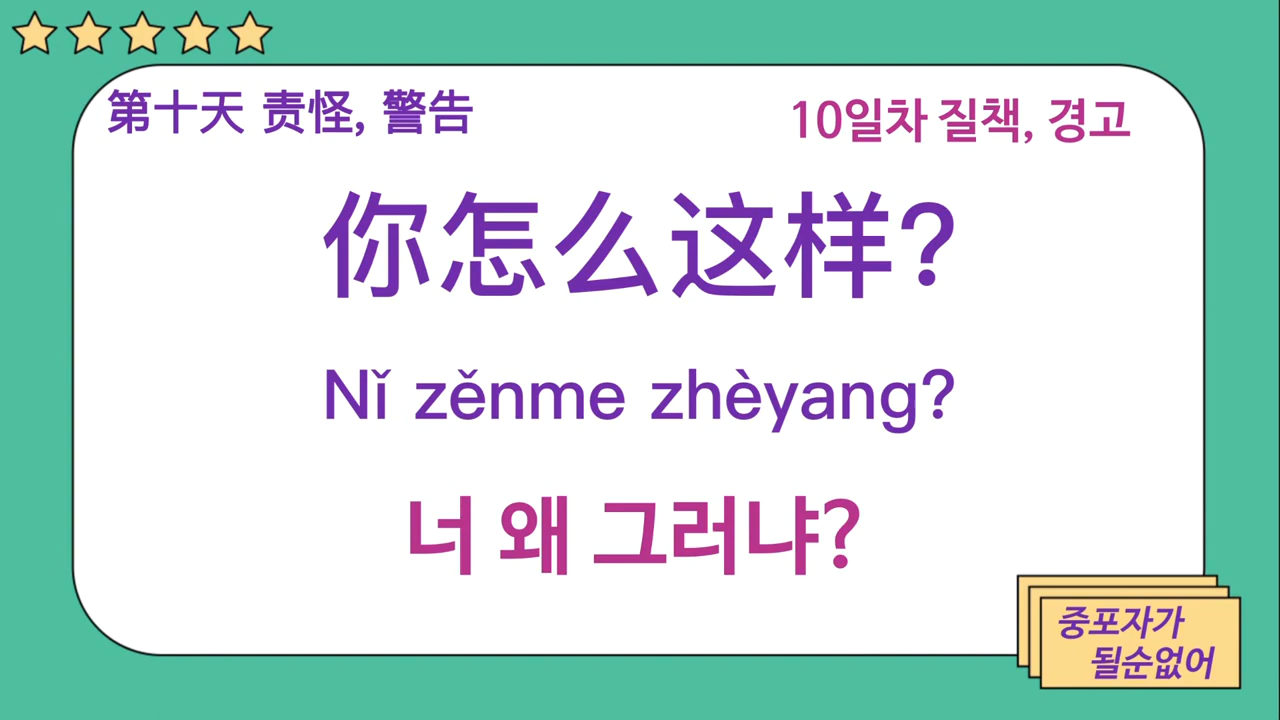 第十天 责怪, 警告
10일차 질책, 경고
你怎么这样?
Nǐ zěnme zhèyang?
너 왜 그러냐?
중포자가
될순없어